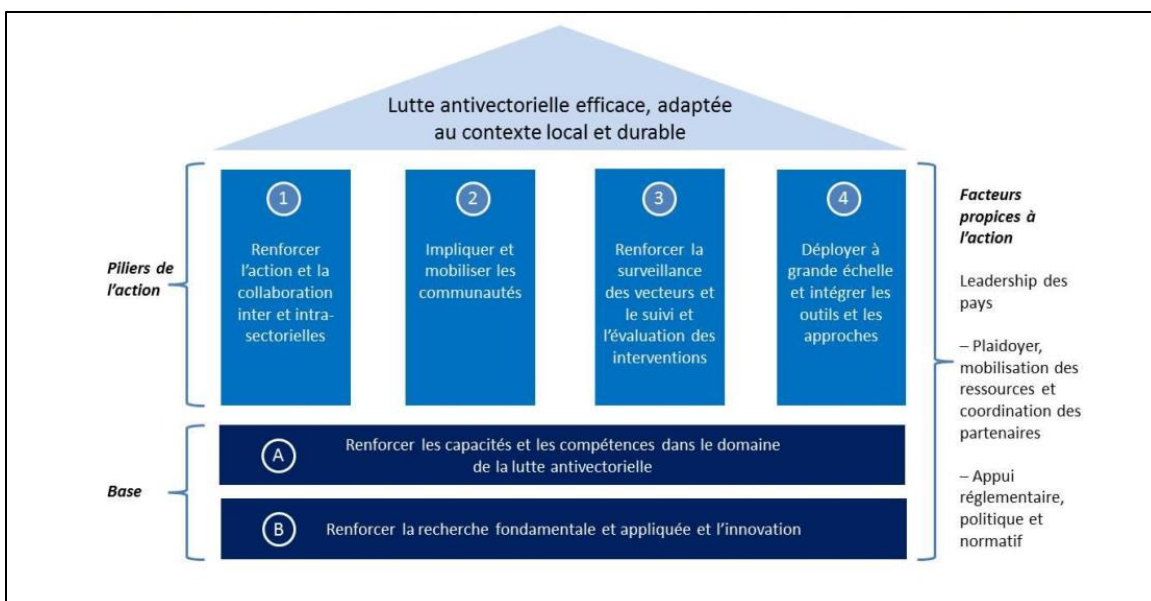 Lutte antivectorielle efficace, adaptée
au contexte local et durable
Piliers de
l'action
1
Renforcer
l'action et la
collaboration
inter et intra-
sectorielles
2
Impliquer et
mobiliser les
communautés
3
Renforcer la
surveillance
des vecteurs et
le suivi et
l'évaluation des
interventions
4
Déployer à
grande échelle
et intégrer les
outils et les
approches
Base
A
Renforcer les capacités et les compétences dans le domaine
de la lutte antivectorielle
B
Renforcer la recherche fondamentale et appliquée et l'innovation
Facteurs
propices à
l'action
Leadership des
pays
– Plaidoyer,
mobilisation des
ressources et
coordination des
partenaires
– Appui
réglementaire,
politique et
normatif